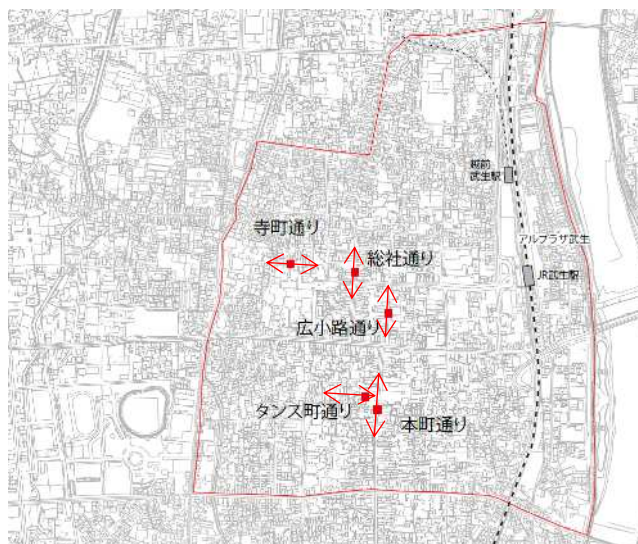 越前
武生駅
寺町通り
アルプラザ武生
総社通り
JR武生駅
広小路通り
タンス町通り
本町通り